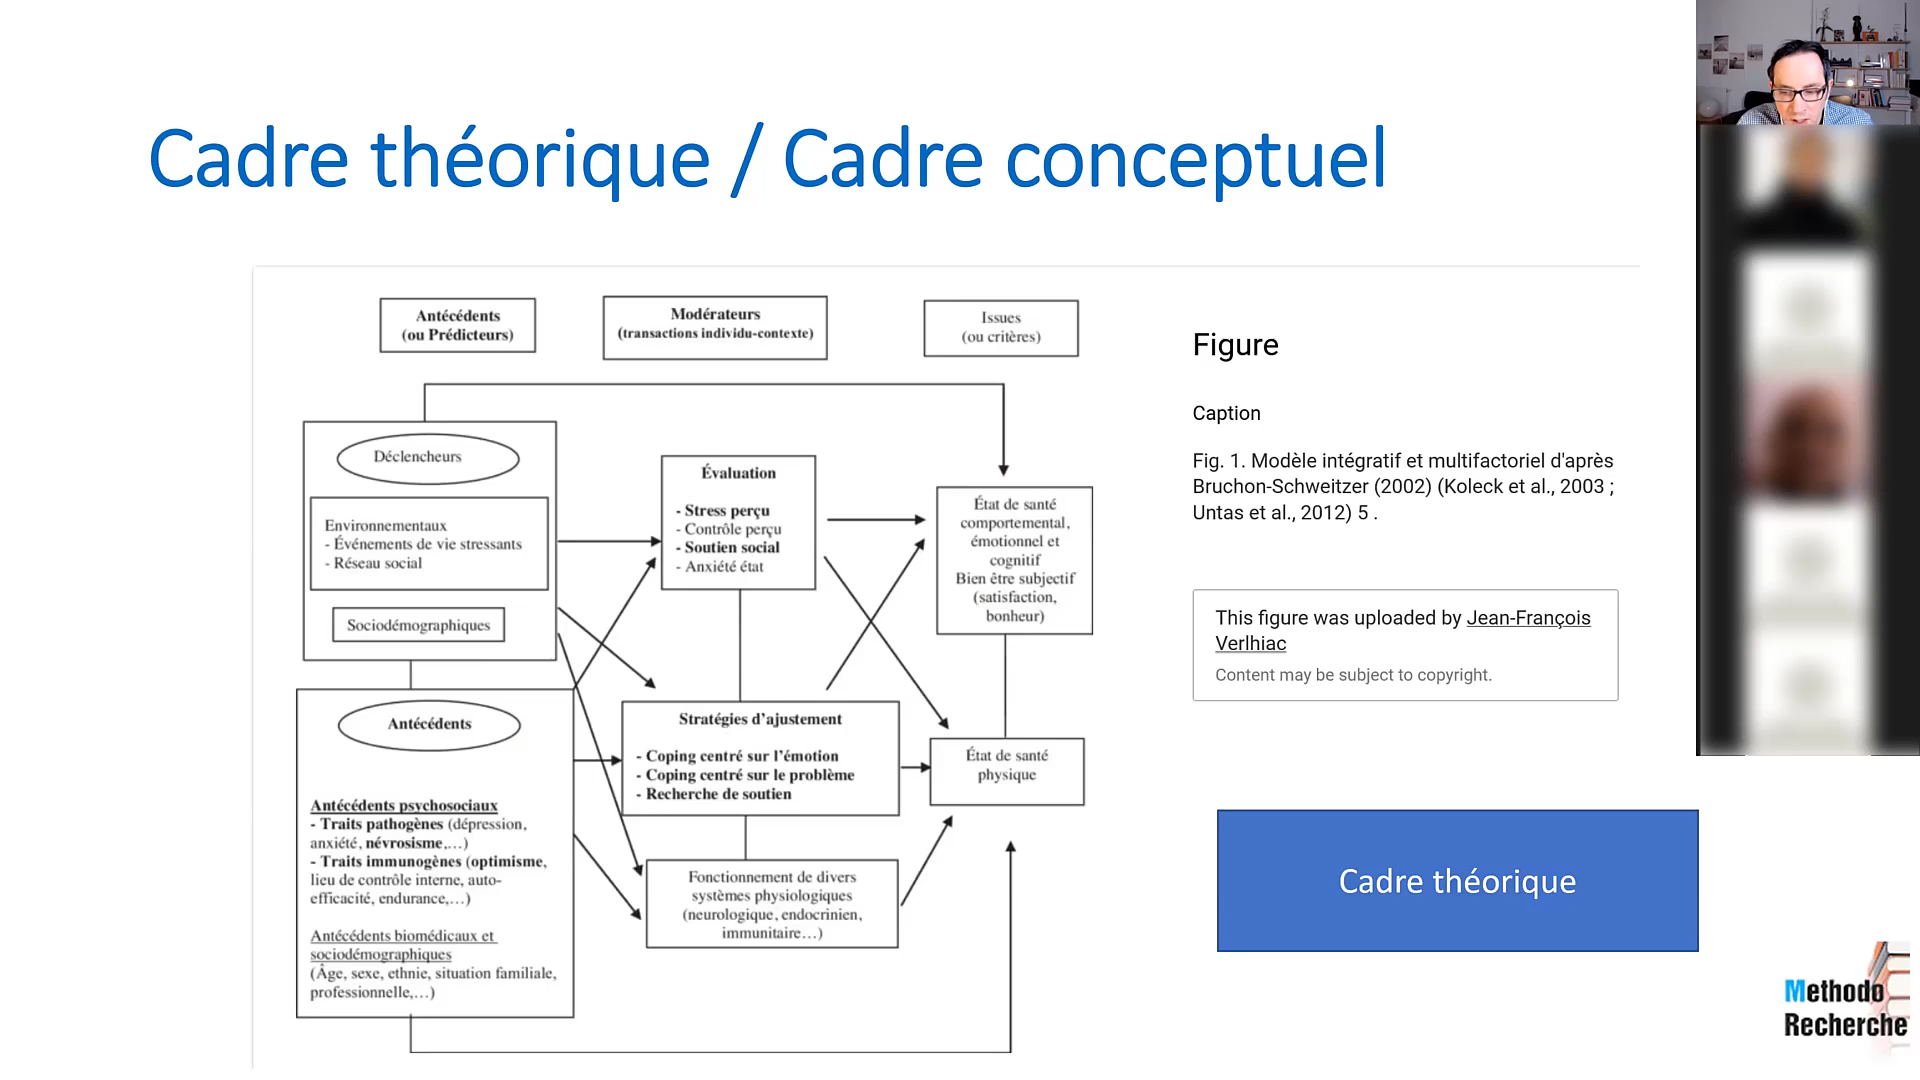 Cadre théorique / Cadre conceptuel
Antécédents
(ou Prédicteurs)
Modérateurs
(transactions individu-contexte)
Issues
(ou critères)
Déclencheurs
Environnementaux
- Événements de vie stressants
- Réseau social
Sociodémographiques
Antécédents
Antécédents psychosociaux
- Traits pathogènes (dépression,
anxiété, névrosisme,...)
- Traits immunogènes (optimisme,
lieu de contrôle interne, auto-
efficacité, endurance,...)
Antécédents biomédicaux et
sociodémographiques
(Âge, sexe, ethnie, situation familiale,
professionnelle,...)
Évaluation
- Stress perçu
- Contrôle perçu
- Soutien social
- Anxiété état
Stratégies d'ajustement
- Coping centré sur l'émotion
- Coping centré sur le problème
- Recherche de soutien
Fonctionnement de divers
systèmes physiologiques
(neurologique, endocrinien,
immunitaire...)
État de santé
comportemental,
émotionnel et
cognitif
Bien être subjectif
(satisfaction,
bonheur)
État de santé
physique
Figure
Caption
Fig. 1. Modèle intégratif et multifactoriel d'après
Bruchon-Schweitzer (2002) (Koleck et al., 2003 ;
Untas et al., 2012) 5 .
This figure was uploaded by Jean-François
Verlhiac
Content may be subject to copyright.
Cadre théorique
Methodo
Recherche